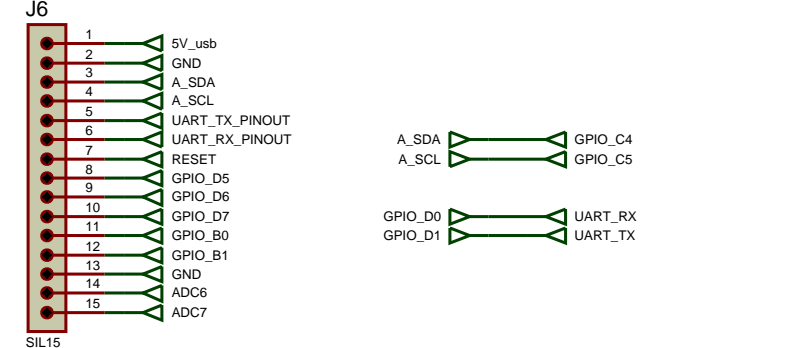 J6
1 5V_usb
2 GND
3 A_SDA
4 A_SCL
5 UART_TX_PINOUT
6 UART_RX_PINOUT
7 RESET
8 GPIO_D5
9 GPIO_D6
10 GPIO_D7
11 GPIO_B0
12 GPIO_B1
13 GND
14 ADC6
15 ADC7
SIL15
A_SDA GPIO_C4
A_SCL GPIO_C5
GPIO_D0 UART_RX
GPIO_D1 UART_TX